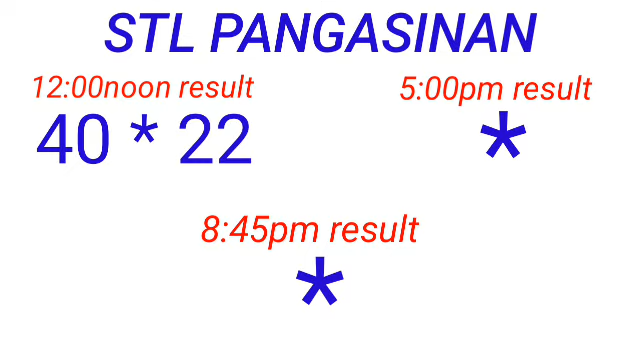 STL PANGASINAN
12:00noon result
40 * 22
5:00pm result
*
8:45pm result
*